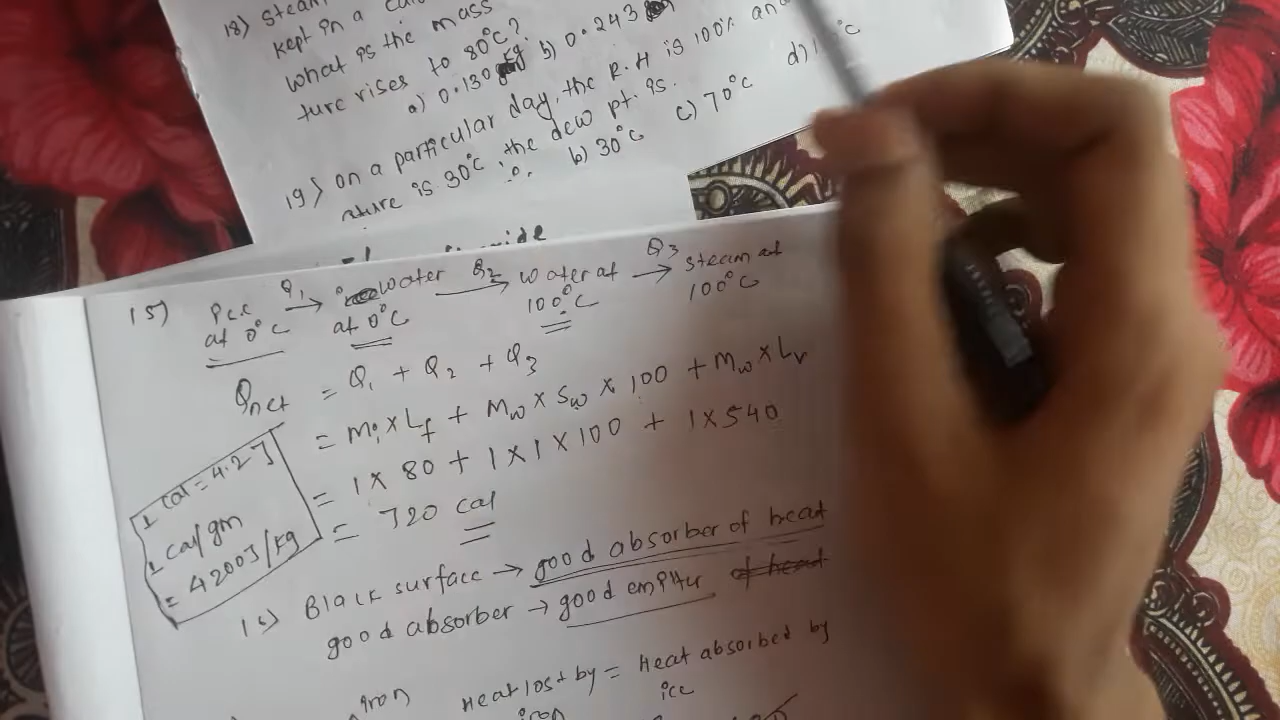 18) steam
kept in a
what is the mass
ture rises to 80°C?
a) 0.130 kg b) 0.243
19) On a particular day, the R.H is 100% and
ature is 30°C ∴ the dew pt. is.
b) 30°C c) 70°C d)
15) Ice at 0°C Q1 → water at 0°C Q2 → water at 100°C Q3 → steam at 100°C
Qnet = Q1 + Q2 + Q3
= mi×Lf + Mw × Sw × 100 + Mw×Lv
= 1×80 + 1×1×100 + 1×540
= 720 cal
1 cal = 4.2J
1 cal/gm
= 4200J/kg
16) Black surface → good absorber of heat
good absorber → good emitter
iron
Heat lost by = Heat absorbed by
iron ice